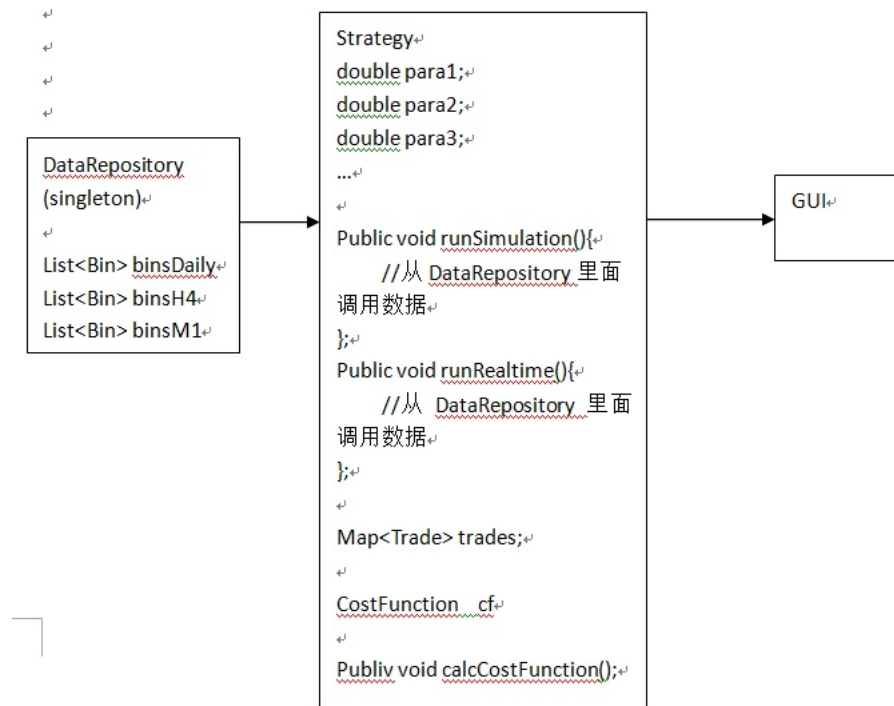 DataRepository
(singleton)
List<Bin> binsDaily
List<Bin> binsH4
List<Bin> binsM1
Strategy
double para1;
double para2;
double para3;
...
Public void runSimulation(){
//从 DataRepository 里面
调用数据
};
Public void runRealtime(){
//从 DataRepository 里面
调用数据
};
Map<Trade> trades;
CostFunction cf
Publiv void calcCostFunction();
GUI